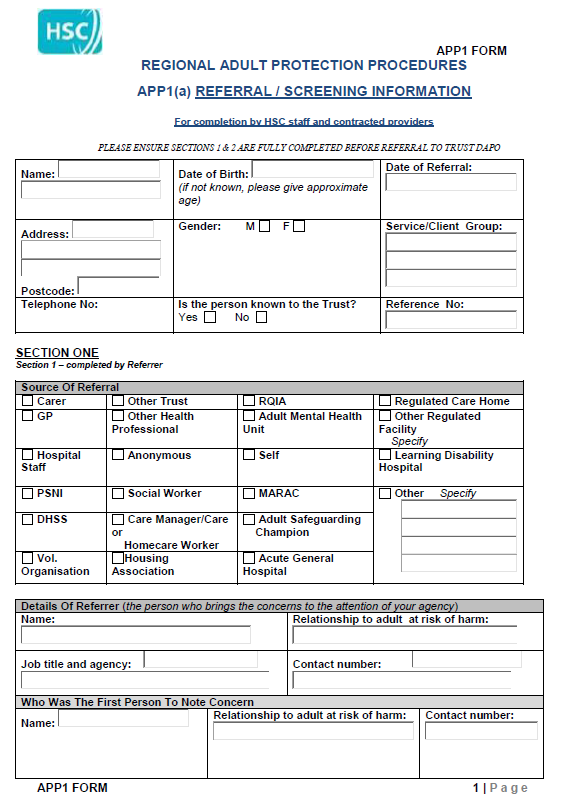 HSC
APP1 FORM
REGIONAL ADULT PROTECTION PROCEDURES
APP1(a) REFERRAL / SCREENING INFORMATION
For completion by HSC staff and contracted providers
PLEASE ENSURE SECTIONS 1 & 2 ARE FULLY COMPLETED BEFORE REFERRAL TO TRUST DAPO
Name:
Date of Birth:
(if not known, please give approximate
age)
Date of Referral:
Address:
Postcode:
Gender: M F
Service/Client Group:
Telephone No:
Is the person known to the Trust?
Yes No
Reference No:
SECTION ONE
Section 1 – completed by Referrer
Source Of Referral
Carer
Other Trust
RQIA
Regulated Care Home
GP
Other Health
Professional
Adult Mental Health
Unit
Other Regulated
Facility
Specify
Hospital
Staff
Anonymous
Self
Learning Disability
Hospital
PSNI
Social Worker
MARAC
Other Specify
DHSS
Care Manager/Care
or
Homecare Worker
Adult Safeguarding
Champion
Vol.
Organisation
Housing
Association
Acute General
Hospital
Details Of Referrer (the person who brings the concerns to the attention of your agency)
Name:
Relationship to adult at risk of harm:
Job title and agency:
Contact number:
Who Was The First Person To Note Concern
Name:
Relationship to adult at risk of harm:
Contact number:
APP1 FORM
1 | Page